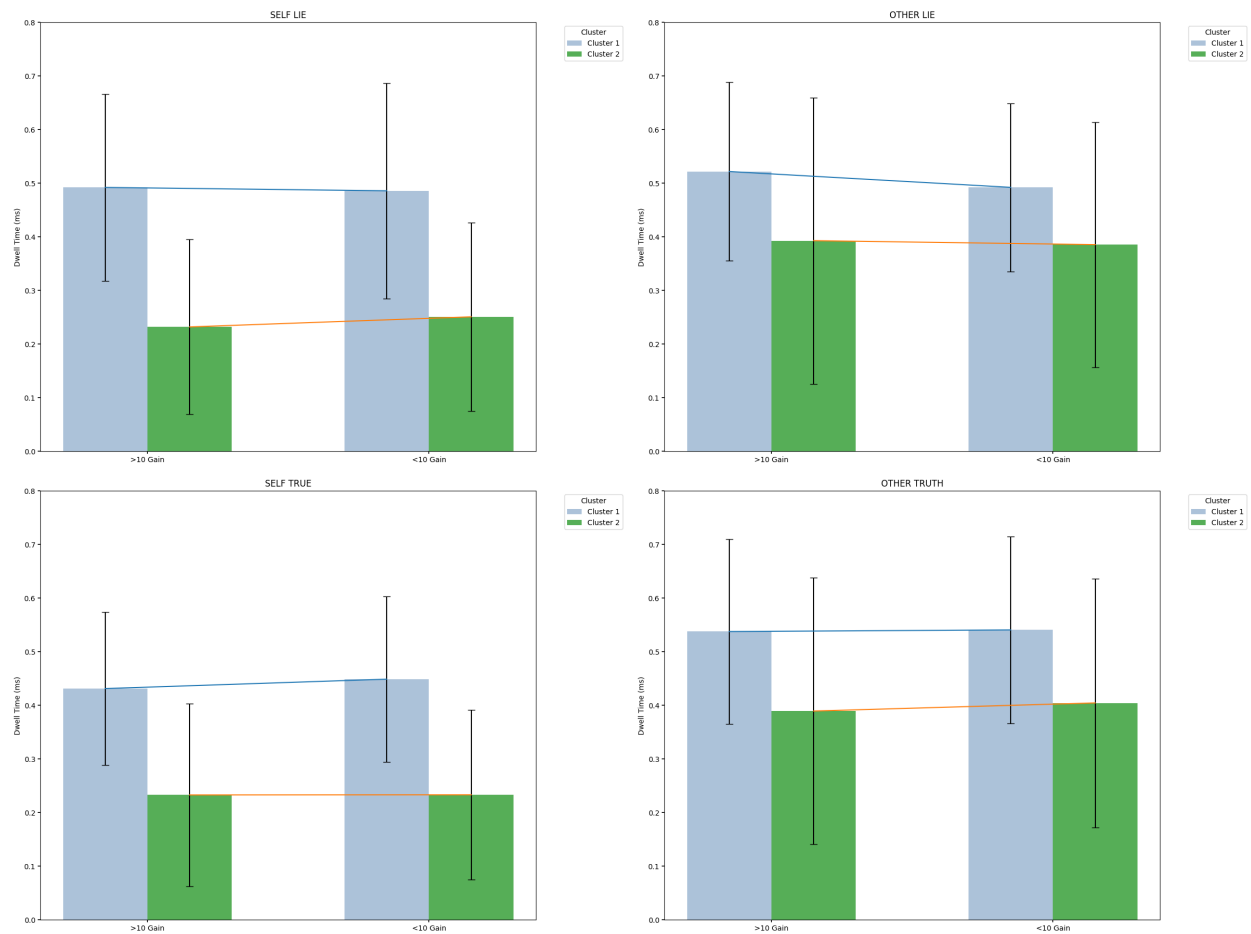 SELF LIE
0.8
0.7
0.6
0.5
0.4
0.3
0.2
0.1
0.0
Dwell Time (ms)
>10 Gain
<10 Gain
Cluster
Cluster 1
Cluster 2
OTHER LIE
0.8
0.7
0.6
0.5
0.4
0.3
0.2
0.1
0.0
Dwell Time (ms)
>10 Gain
<10 Gain
Cluster
Cluster 1
Cluster 2
SELF TRUE
0.8
0.7
0.6
0.5
0.4
0.3
0.2
0.1
0.0
Dwell Time (ms)
>10 Gain
<10 Gain
Cluster
Cluster 1
Cluster 2
OTHER TRUTH
0.8
0.7
0.6
0.5
0.4
0.3
0.2
0.1
0.0
Dwell Time (ms)
>10 Gain
<10 Gain
Cluster
Cluster 1
Cluster 2